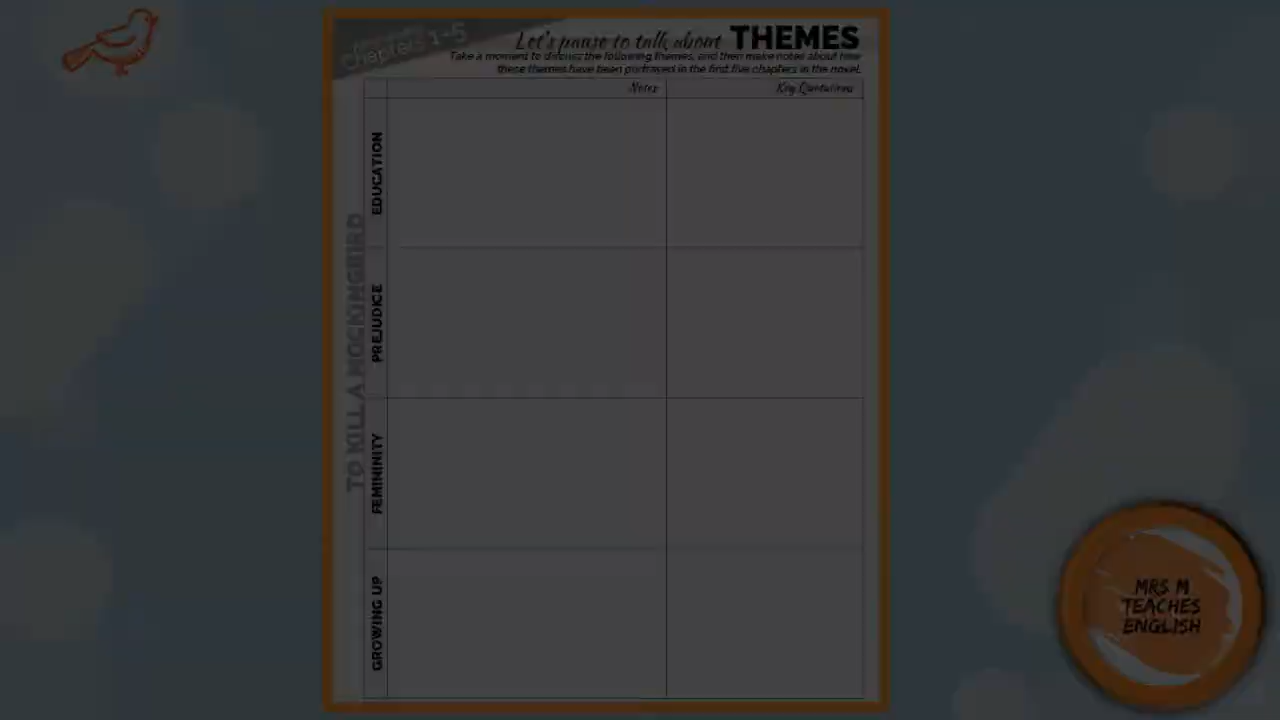 Chapters 1-5
Let's pause to talk about THEMES
Take a moment to discuss the following themes, and then make notes about how
these themes have been portrayed in the first five chapters in the novel.
Notes
Key Quotations
EDUCATION
PREJUDICE
FEMININITY
GROWING UP
TO KILL A MOCKINGBIRD
MRS M
TEACHES
ENGLISH